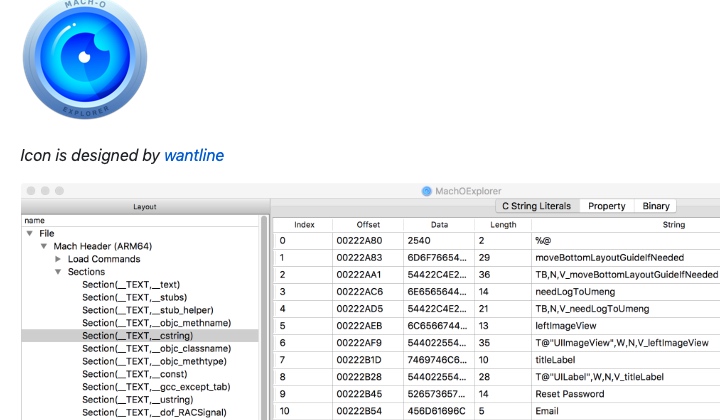 MACH-O
EXPLORER
Icon is designed by wantline
MachOExplorer
Layout
C String Literals Property Binary
name
Index Offset Data Length String
File
Mach Header (ARM64)
Load Commands
Sections
Section(__TEXT,__text)
Section(__TEXT,__stubs)
Section(__TEXT,__stub_helper)
Section(__TEXT,__objc_methname)
Section(__TEXT,__cstring)
Section(__TEXT,__objc_classname)
Section(__TEXT,__objc_methtype)
Section(__TEXT,__const)
Section(__TEXT,__gcc_except_tab)
Section(__TEXT,__ustring)
Section(__TEXT,__dof_RACSignal)
0 00222A80 2540 2 %@
1 00222A83 6D6F76654... 29 moveBottomLayoutGuideIfNeeded
2 00222AA1 54422C4E2... 36 TB,N,V_moveBottomLayoutGuideIfNeeded
3 00222AC6 6E6565644... 14 needLogToUmeng
4 00222AD5 54422C4E2... 21 TB,N,V_needLogToUmeng
5 00222AEB 6C6566744... 13 leftImageView
6 00222AF9 544022554... 35 T@"UIImageView",W,N,V_leftImageView
7 00222B1D 7469746C6... 10 titleLabel
8 00222B28 544022554... 28 T@"UILabel",W,N,V_titleLabel
9 00222B45 526573657... 14 Reset Password
10 00222B54 456D61696C 5 Email